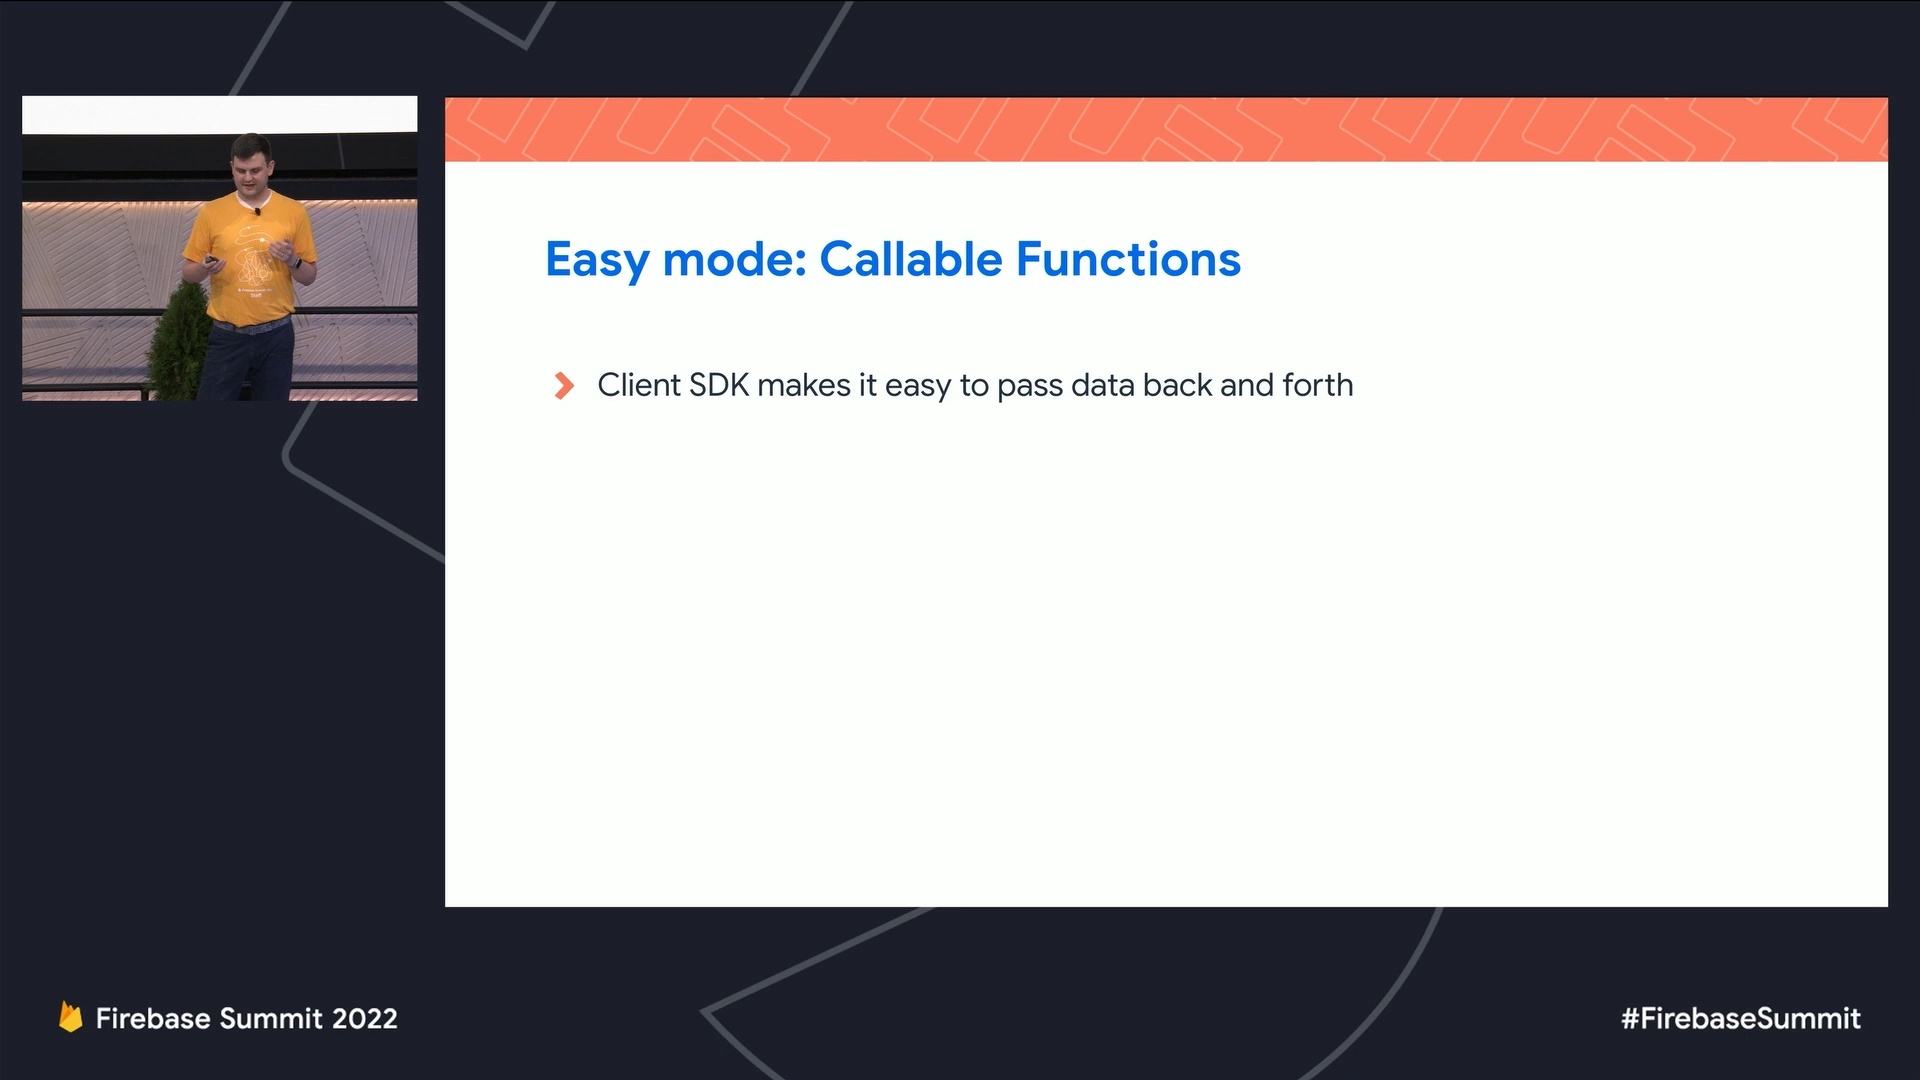 Easy mode: Callable Functions
Client SDK makes it easy to pass data back and forth
Firebase Summit 2022
#FirebaseSummit